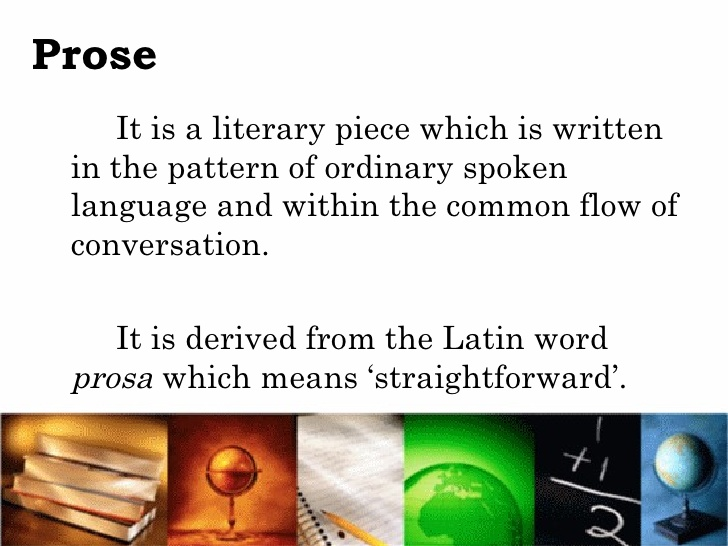 Prose
It is a literary piece which is written
in the pattern of ordinary spoken
language and within the common flow of
conversation.
It is derived from the Latin word
prosa which means ‘straightforward’.
1
+1
2